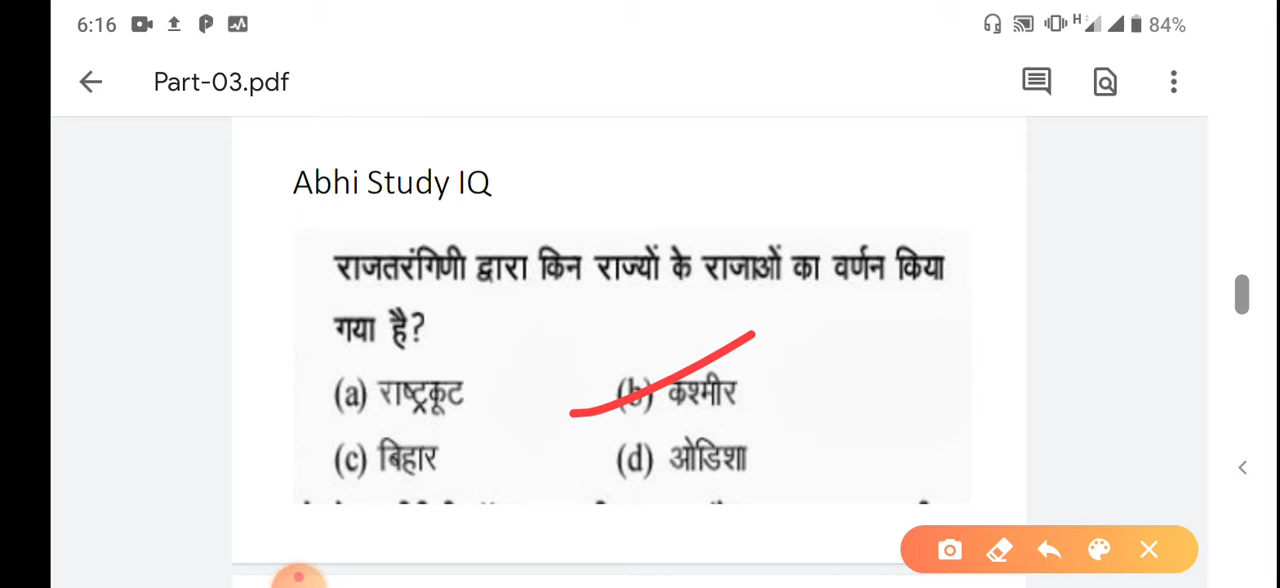 6:16
H
84%
Part-03.pdf
Abhi Study IQ
राजतरंगिणी द्वारा किन राज्यों के राजाओं का वर्णन किया
गया है?
(a) राष्ट्रकूट (b) कश्मीर
(c) बिहार (d) ओडिशा